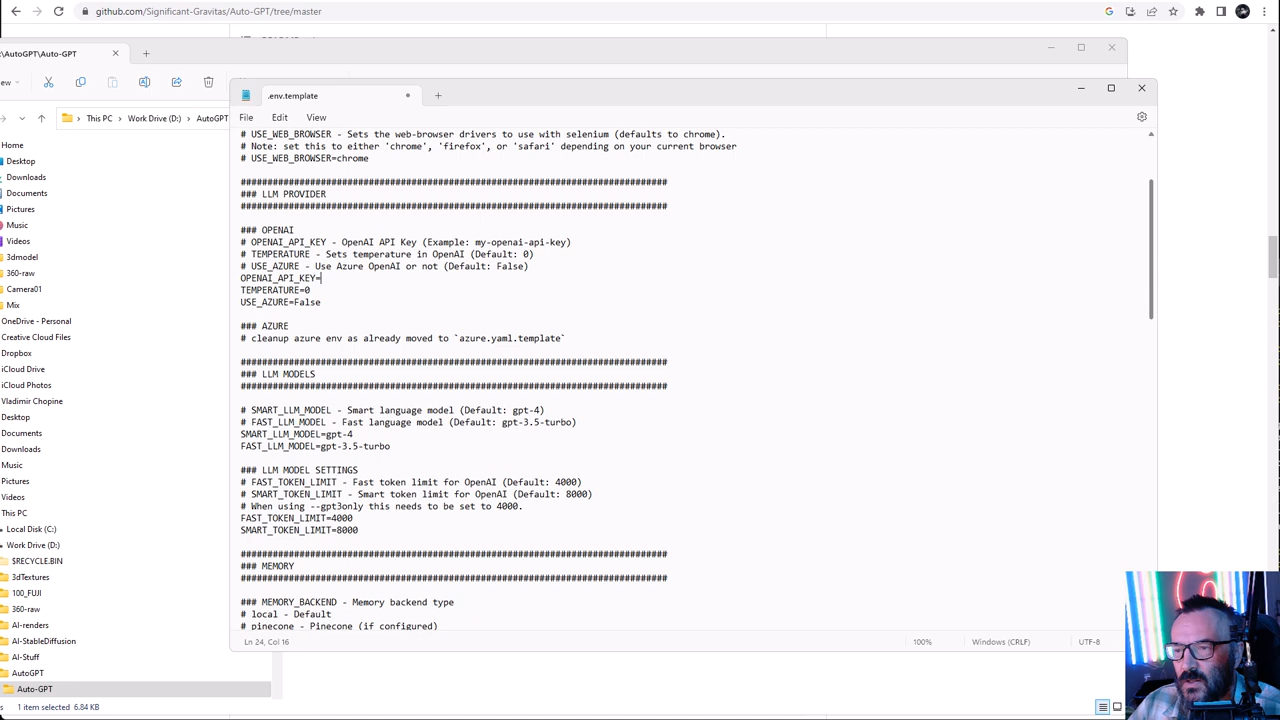 github.com/Significant-Gravitas/Auto-GPT/tree/master
\AutoGPT\Auto-GPT
ew
This PC
Work Drive (D:)
AutoGPT
.env.template
File
Edit
View
Home
Desktop
Downloads
Documents
Pictures
Music
Videos
3dmodel
360-raw
Camera01
Mix
OneDrive - Personal
Creative Cloud Files
Dropbox
iCloud Drive
iCloud Photos
Vladimir Chopine
Desktop
Documents
Downloads
Music
Pictures
Videos
This PC
Local Disk (C:)
Work Drive (D:)
$RECYCLE.BIN
3dTextures
100_FUJI
360-raw
AI-renders
AI-StableDiffusion
AI-Stuff
AutoGPT
Auto-GPT
1 item selected 6.84 KB
# USE_WEB_BROWSER - Sets the web-browser drivers to use with selenium (defaults to chrome).
# Note: set this to either 'chrome', 'firefox', or 'safari' depending on your current browser
# USE_WEB_BROWSER=chrome
################################################################################
### LLM PROVIDER
################################################################################
### OPENAI
# OPENAI_API_KEY - OpenAI API Key (Example: my-openai-api-key)
# TEMPERATURE - Sets temperature in OpenAI (Default: 0)
# USE_AZURE - Use Azure OpenAI or not (Default: False)
OPENAI_API_KEY=
TEMPERATURE=0
USE_AZURE=False
### AZURE
# cleanup azure env as already moved to `azure.yaml.template`
################################################################################
### LLM MODELS
################################################################################
# SMART_LLM_MODEL - Smart language model (Default: gpt-4)
# FAST_LLM_MODEL - Fast language model (Default: gpt-3.5-turbo)
SMART_LLM_MODEL=gpt-4
FAST_LLM_MODEL=gpt-3.5-turbo
### LLM MODEL SETTINGS
# FAST_TOKEN_LIMIT - Fast token limit for OpenAI (Default: 4000)
# SMART_TOKEN_LIMIT - Smart token limit for OpenAI (Default: 8000)
# When using --gpt3only this needs to be set to 4000.
FAST_TOKEN_LIMIT=4000
SMART_TOKEN_LIMIT=8000
################################################################################
### MEMORY
################################################################################
### MEMORY_BACKEND - Memory backend type
# local - Default
# pinecone - Pinecone (if configured)
Ln 24, Col 16
100%
Windows (CRLF)
UTF-8